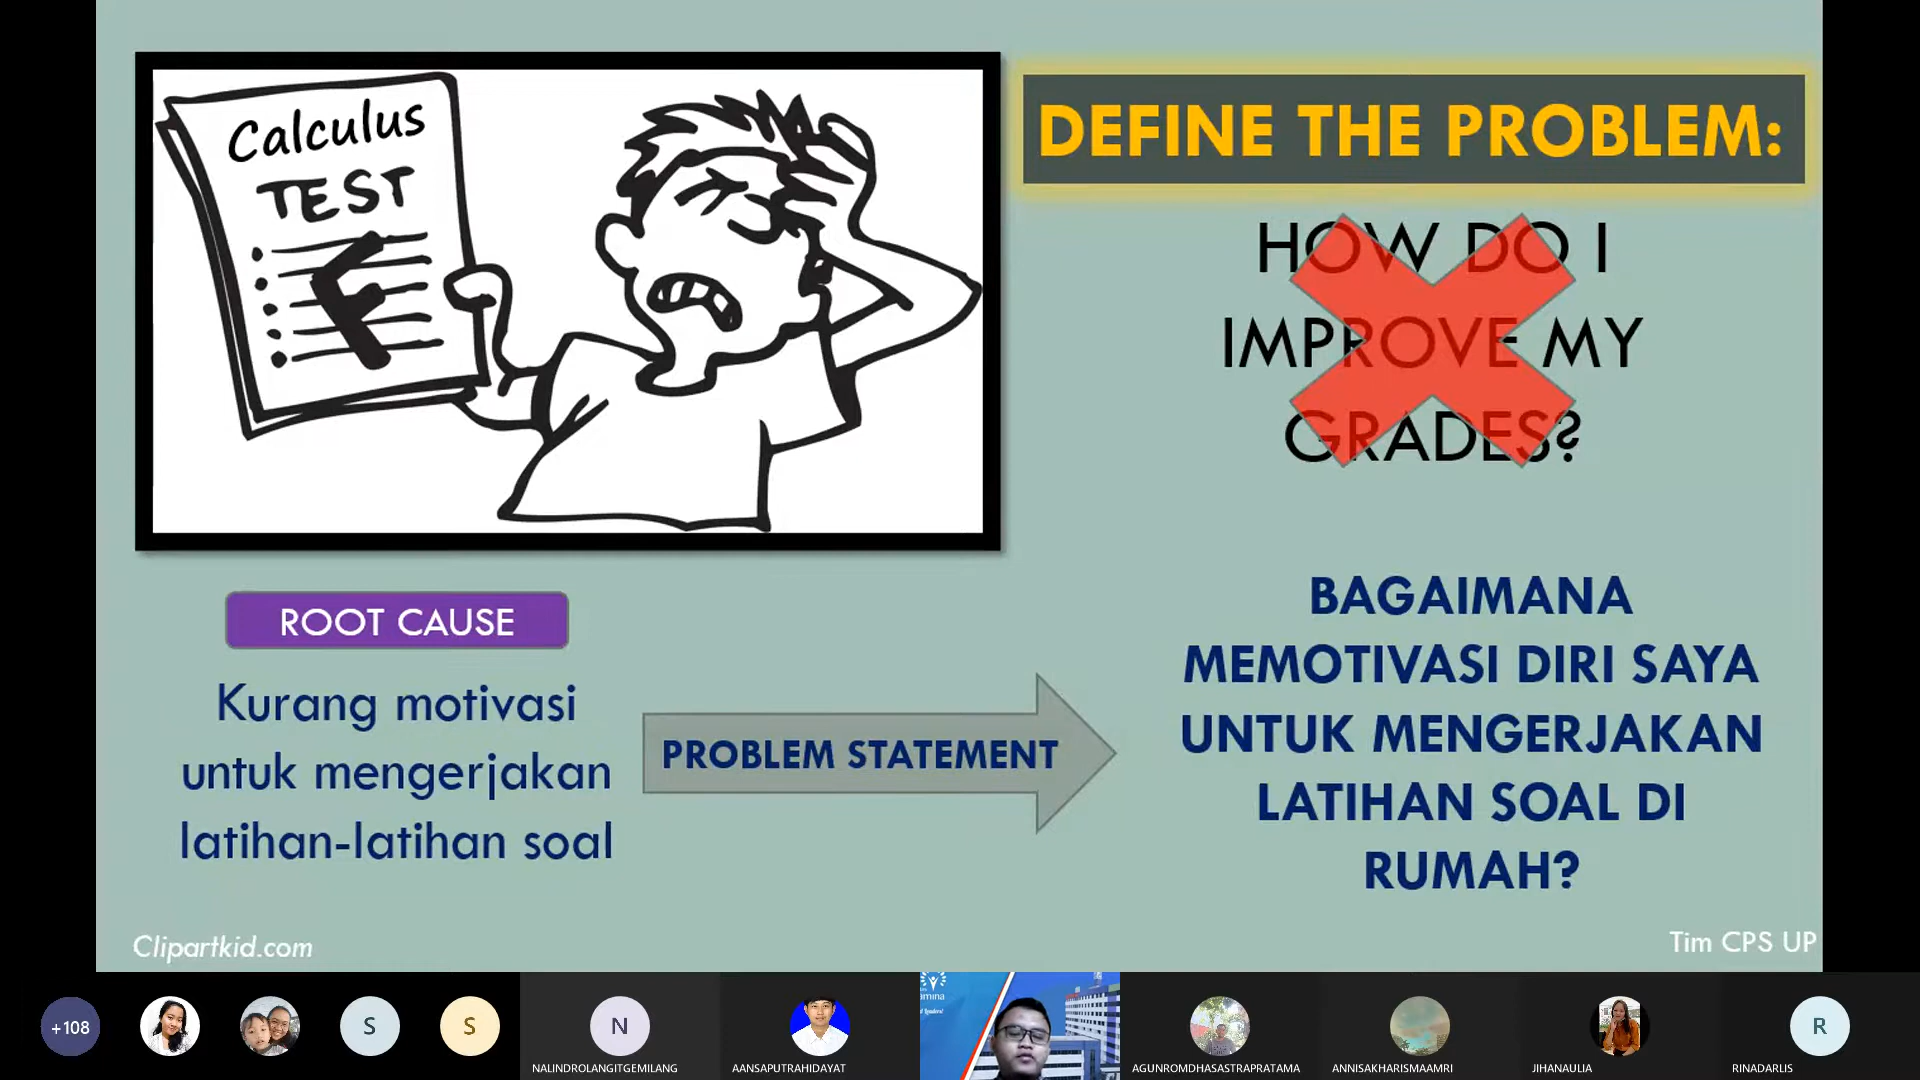 Calculus
TEST
F
DEFINE THE PROBLEM:
HOW DO I
IMPROVE MY
GRADES?
ROOT CAUSE
Kurang motivasi
untuk mengerjakan
latihan-latihan soal
PROBLEM STATEMENT
BAGAIMANA
MEMOTIVASI DIRI SAYA
UNTUK MENGERJAKAN
LATIHAN SOAL DI
RUMAH?
Clipartkid.com
Tim CPS UP
+108
S
S
N
R
NALINDROLANGITGEMILANG
AANSAPUTRAHIDAYAT
AGUNROMDHASASTRAPRATAMA
ANNISAKHARISMAAMRI
JIHANAULIA
RINADARLIS